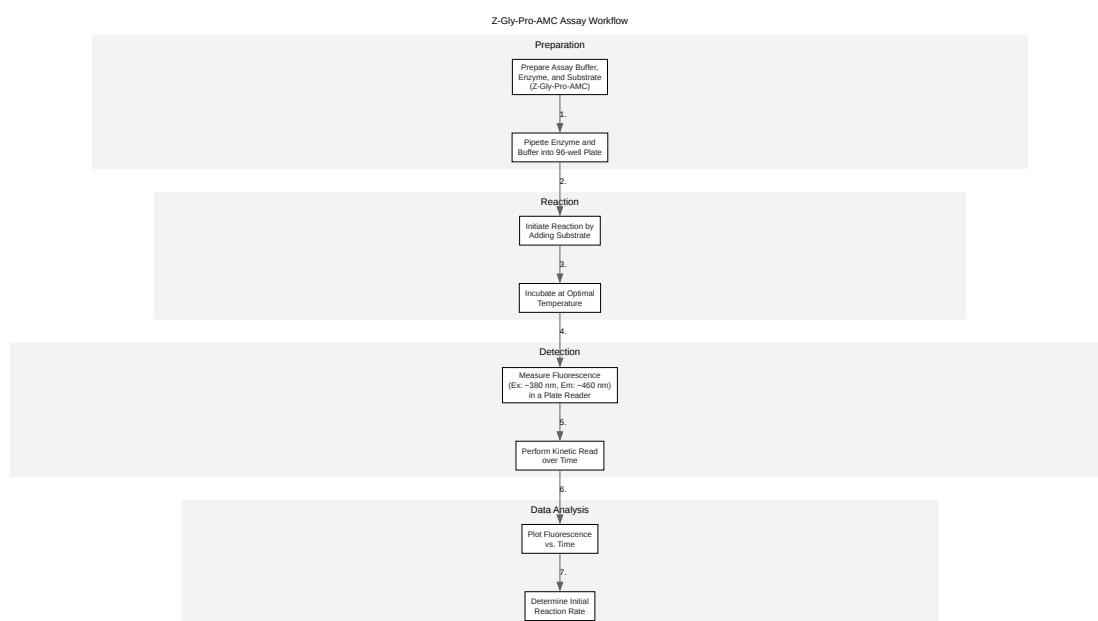 Z-Gly-Pro-AMC Assay Workflow
Preparation
Prepare Assay Buffer,
Enzyme, and Substrate
(Z-Gly-Pro-AMC)
1.
Pipette Enzyme and
Buffer into 96-well Plate
2.
Reaction
Initiate Reaction by
Adding Substrate
3.
Incubate at Optimal
Temperature
4.
Detection
Measure Fluorescence
(Ex: ~380 nm, Em: ~460 nm)
in a Plate Reader
5.
Perform Kinetic Read
over Time
6.
Data Analysis
Plot Fluorescence
vs. Time
7.
Determine Initial
Reaction Rate